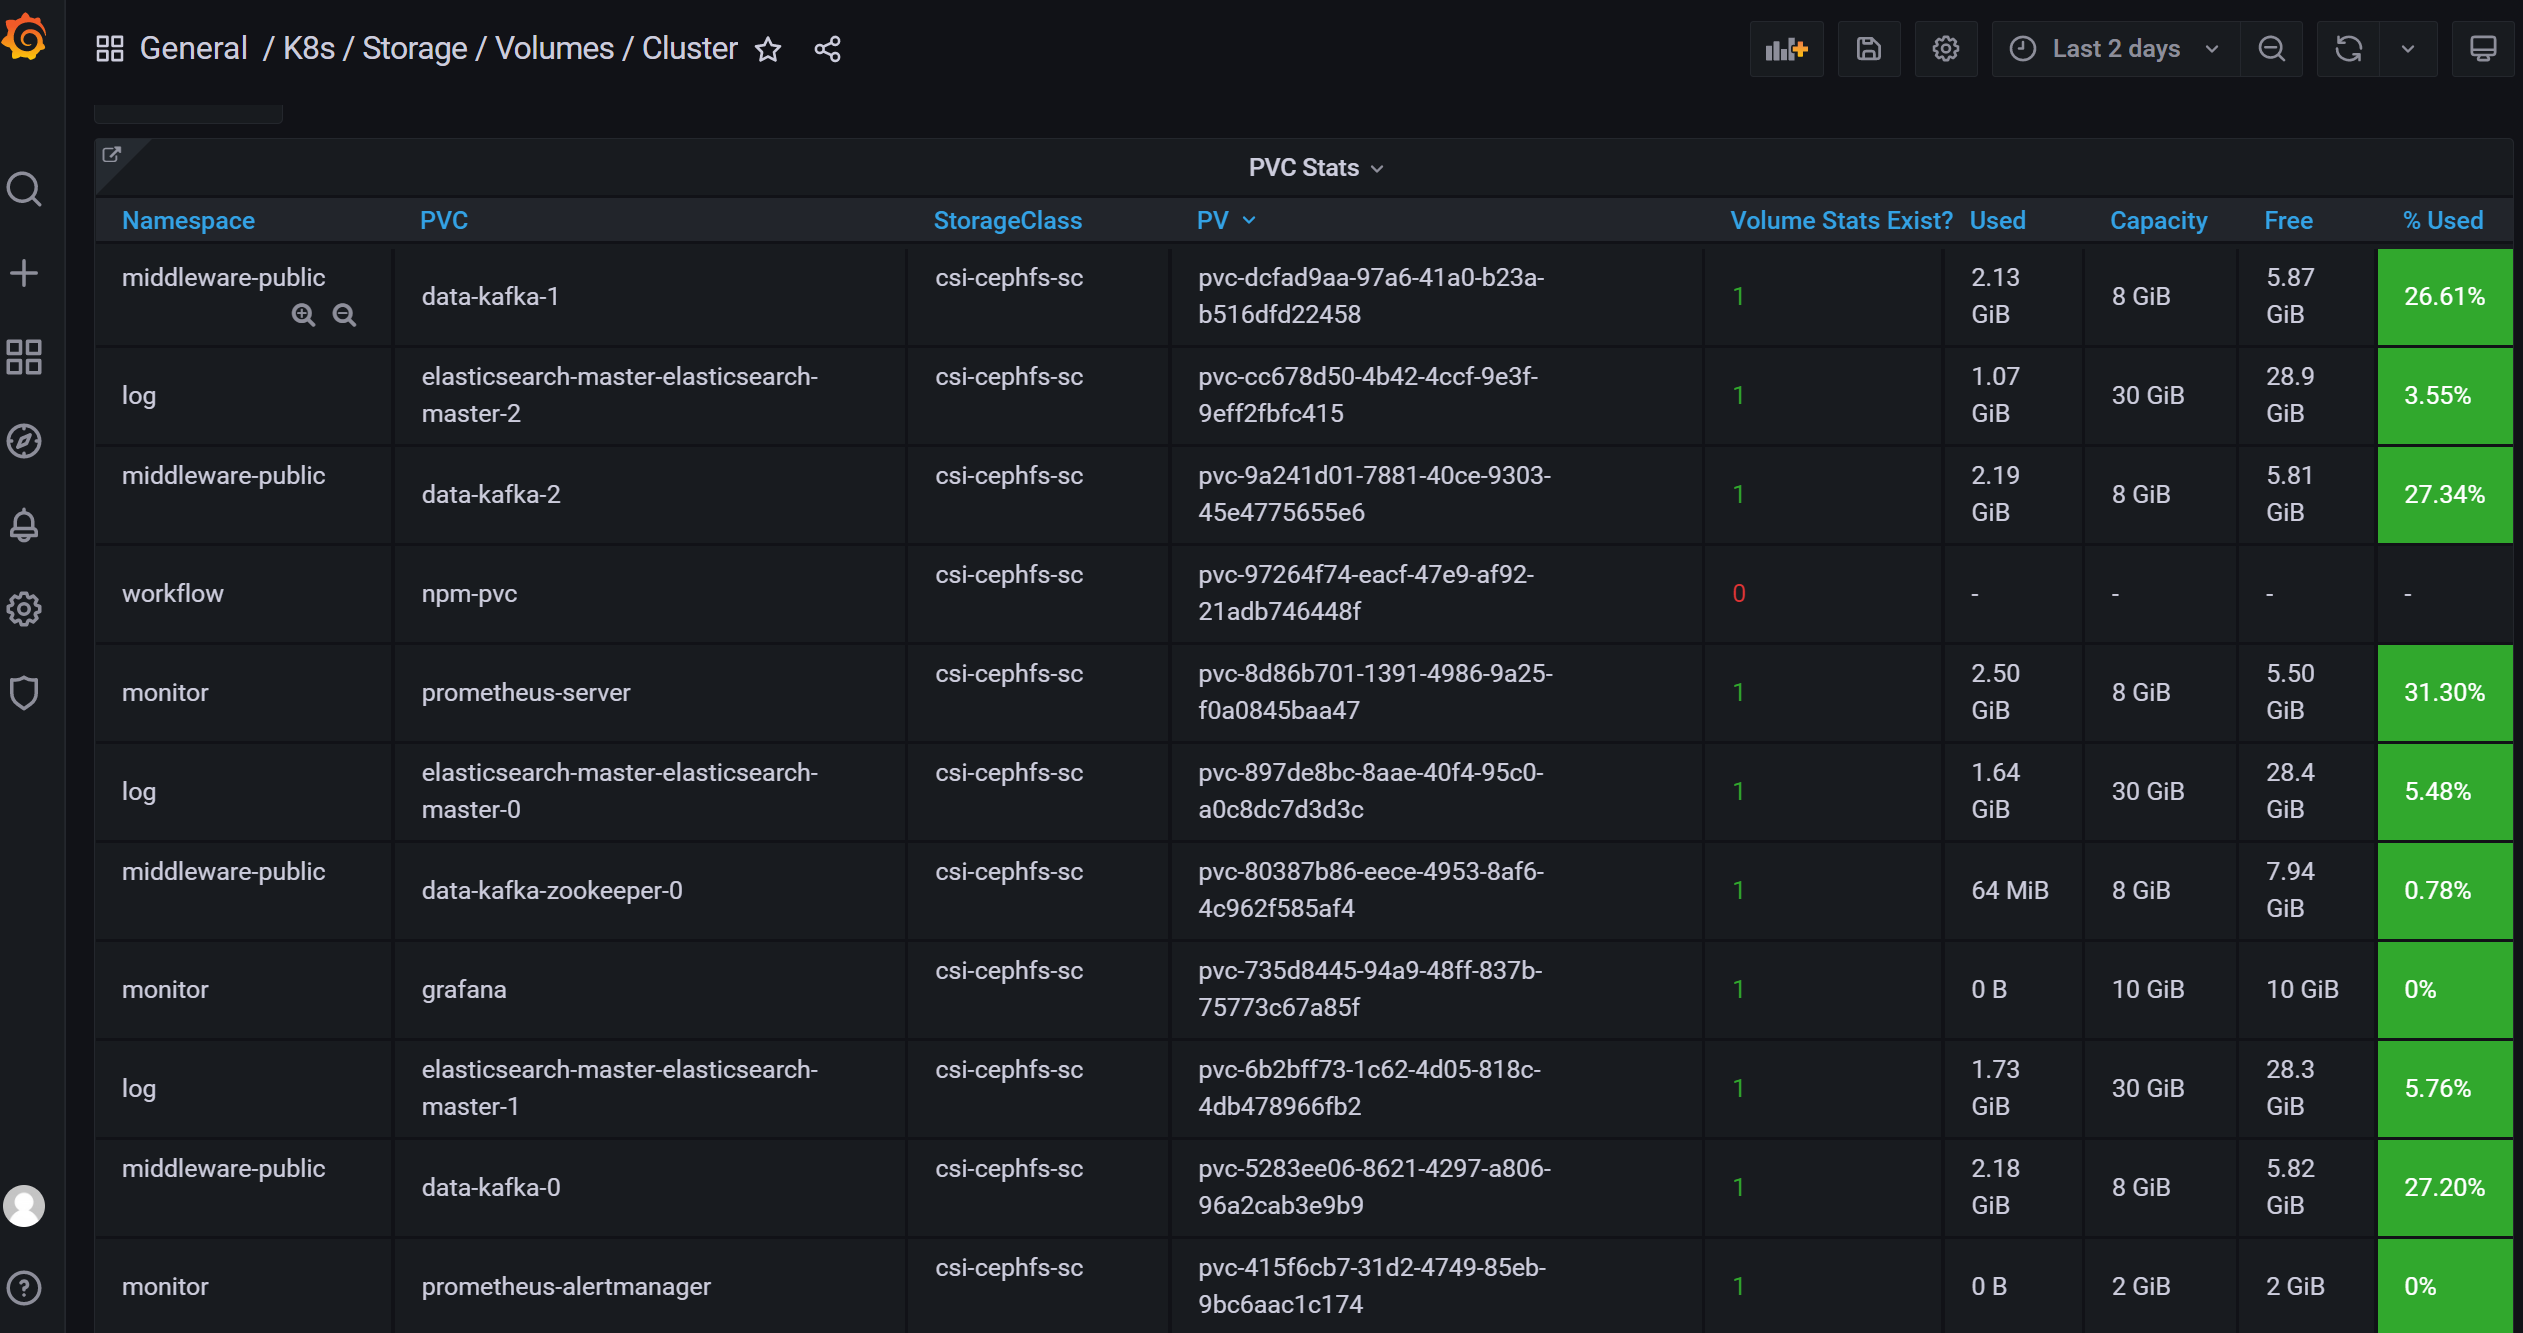 General / K8s / Storage / Volumes / Cluster
Last 2 days
PVC Stats
Namespace PVC StorageClass PV Volume Stats Exist? Used Capacity Free % Used
middleware-public data-kafka-1 csi-cephfs-sc pvc-dcfad9aa-97a6-41a0-b23a-b516dfd22458 1 2.13 GiB 8 GiB 5.87 GiB 26.61%
log elasticsearch-master-elasticsearch-master-2 csi-cephfs-sc pvc-cc678d50-4b42-4ccf-9e3f-9eff2fbfc415 1 1.07 GiB 30 GiB 28.9 GiB 3.55%
middleware-public data-kafka-2 csi-cephfs-sc pvc-9a241d01-7881-40ce-9303-45e4775655e6 1 2.19 GiB 8 GiB 5.81 GiB 27.34%
workflow npm-pvc csi-cephfs-sc pvc-97264f74-eacf-47e9-af92-21adb746448f 0 - - - -
monitor prometheus-server csi-cephfs-sc pvc-8d86b701-1391-4986-9a25-f0a0845baa47 1 2.50 GiB 8 GiB 5.50 GiB 31.30%
log elasticsearch-master-elasticsearch-master-0 csi-cephfs-sc pvc-897de8bc-8aae-40f4-95c0-a0c8dc7d3d3c 1 1.64 GiB 30 GiB 28.4 GiB 5.48%
middleware-public data-kafka-zookeeper-0 csi-cephfs-sc pvc-80387b86-eece-4953-8af6-4c962f585af4 1 64 MiB 8 GiB 7.94 GiB 0.78%
monitor grafana csi-cephfs-sc pvc-735d8445-94a9-48ff-837b-75773c67a85f 1 0 B 10 GiB 10 GiB 0%
log elasticsearch-master-elasticsearch-master-1 csi-cephfs-sc pvc-6b2bff73-1c62-4d05-818c-4db478966fb2 1 1.73 GiB 30 GiB 28.3 GiB 5.76%
middleware-public data-kafka-0 csi-cephfs-sc pvc-5283ee06-8621-4297-a806-96a2cab3e9b9 1 2.18 GiB 8 GiB 5.82 GiB 27.20%
monitor prometheus-alertmanager csi-cephfs-sc pvc-415f6cb7-31d2-4749-85eb-9bc6aac1c174 1 0 B 2 GiB 2 GiB 0%